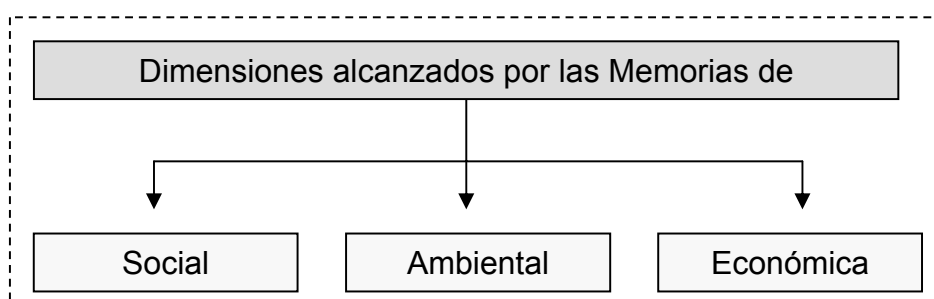 Dimensiones alcanzados por las Memorias de
Social
Ambiental
Económica